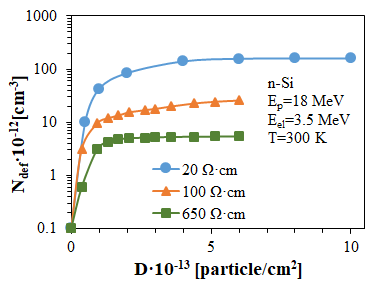 1000
100
10
1
0.1
N_def·10^-12[cm^-3]
n-Si
E_p=18 MeV
E_el=3.5 MeV
T=300 K
20 Ω·cm
100 Ω·cm
650 Ω·cm
0 5 10
D·10^-13 [particle/cm^2]